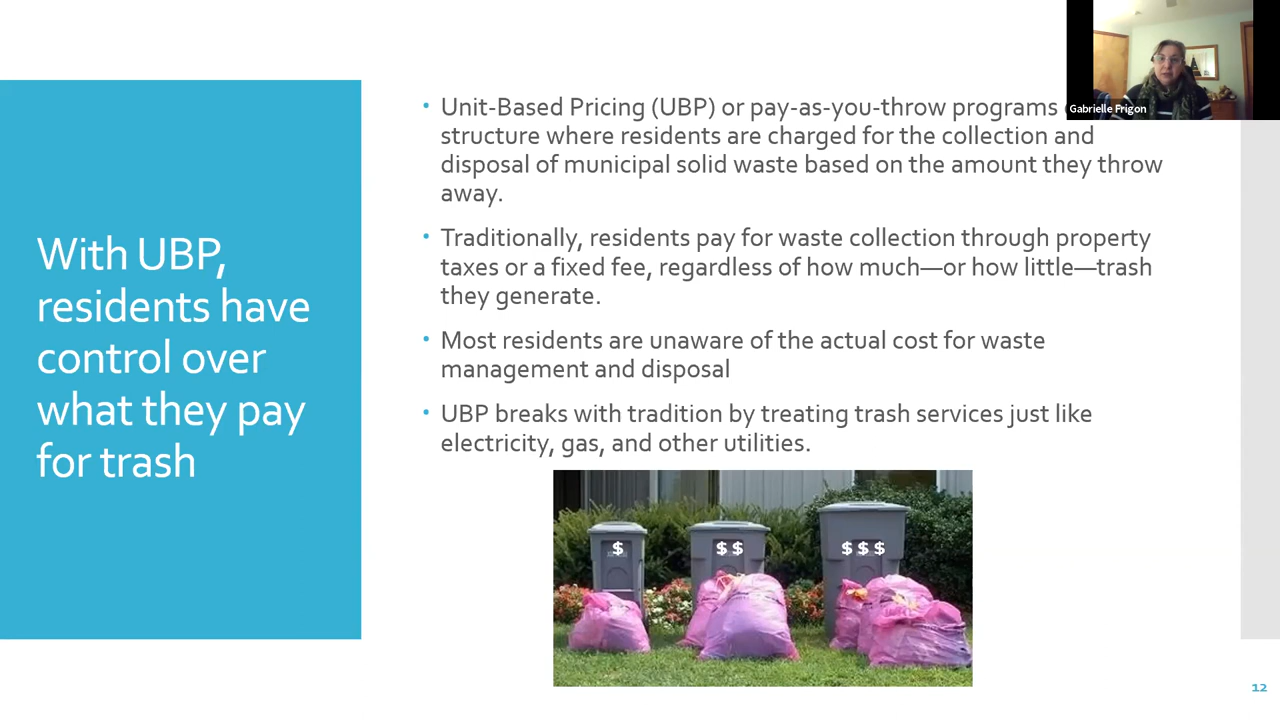 With UBP,
residents have
control over
what they pay
for trash
• Unit-Based Pricing (UBP) or pay-as-you-throw programs
structure where residents are charged for the collection and
disposal of municipal solid waste based on the amount they throw
away.
• Traditionally, residents pay for waste collection through property
taxes or a fixed fee, regardless of how much—or how little—trash
they generate.
• Most residents are unaware of the actual cost for waste
management and disposal
• UBP breaks with tradition by treating trash services just like
electricity, gas, and other utilities.
$ $$ $$$
Gabrielle Frigon
12